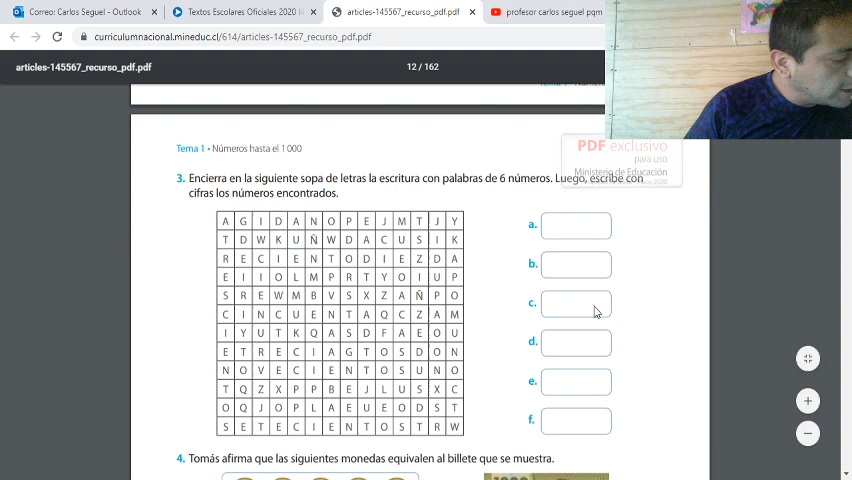 Correo: Carlos Seguel - Outlook
Textos Escolares Oficiales 2020
articles-145567_recurso_pdf.pdf
profesor carlos seguel pqm
curriculumnacional.mineduc.cl/614/articles-145567_recurso_pdf.pdf
articles-145567_recurso_pdf.pdf
12 / 162
Tema 1 • Números hasta el 1 000
PDF exclusivo
para uso
Ministerio de Educación
3. Encierra en la siguiente sopa de letras la escritura con palabras de 6 números. Luego, escribe con
cifras los números encontrados.
A G I D A N O P E J M T J Y
T D W K U Ñ W D A C U S I K
R E C I E N T O D I E Z D A
E I I O L M P R T Y O I U P
S R E W M B V S X Z A Ñ P O
C I N C U E N T A Q C Z A M
I Y U T K Q A S D F A E O U
E T R E C I A G T O S D O N
N O V E C I E N T O S U N O
T Q Z X P P B E J L U S X C
O Q J O P L A E U E O D S T
S E T E C I E N T O S T R W
a.
b.
c.
d.
e.
f.
4. Tomás afirma que las siguientes monedas equivalen al billete que se muestra.